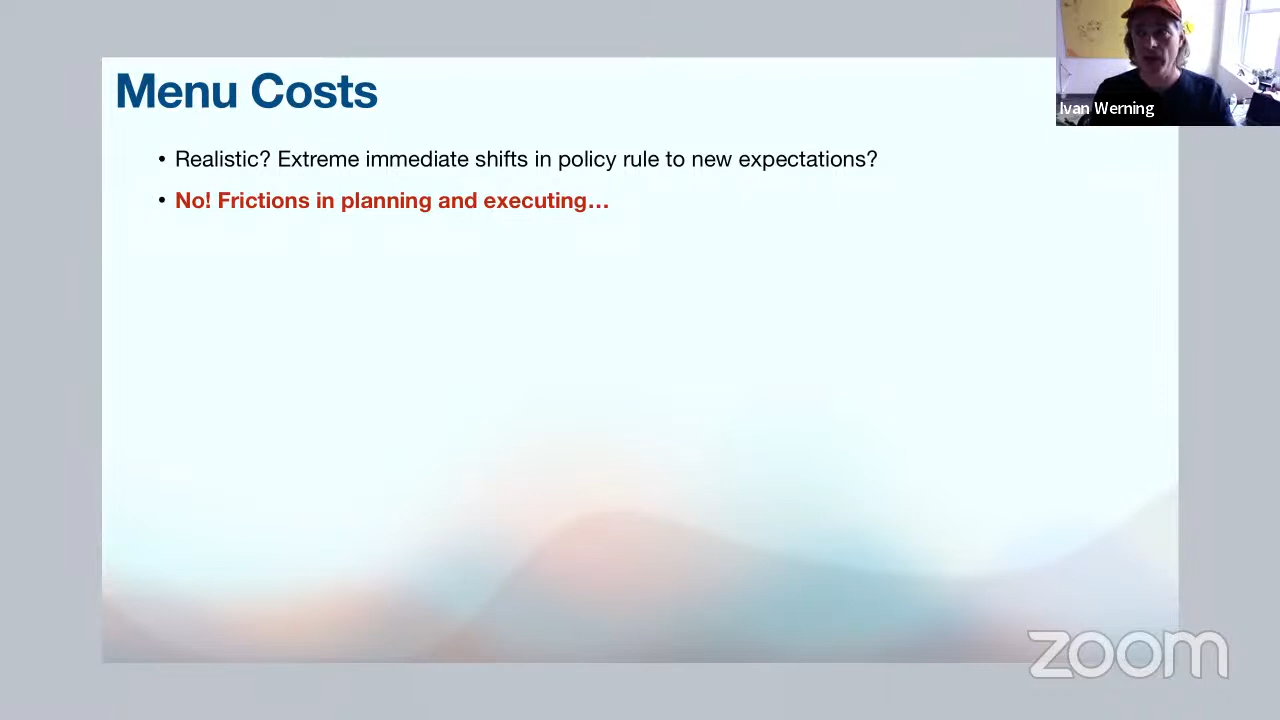 Menu Costs
• Realistic? Extreme immediate shifts in policy rule to new expectations?
• No! Frictions in planning and executing…
Ivan Werning
zoom